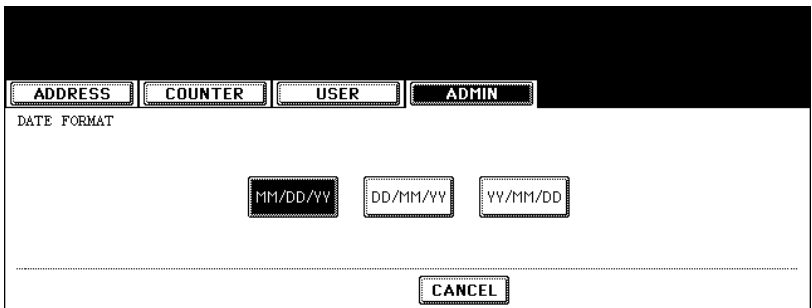 ADDRESS COUNTER USER ADMIN
DATE FORMAT
MM/DD/YY DD/MM/YY YY/MM/DD
CANCEL